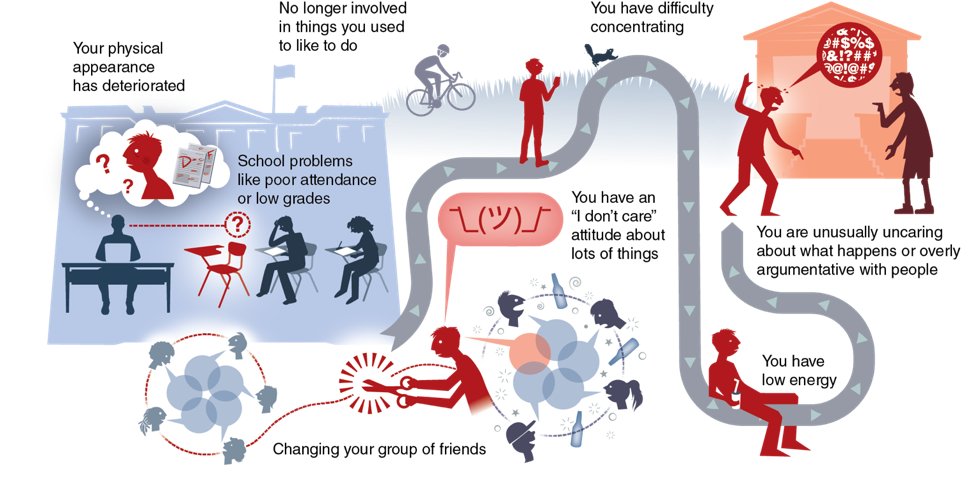 No longer involved
in things you used
to like to do
You have difficulty
concentrating
Your physical
appearance
has deteriorated
#$%$
&!?##
@!@#
?
?
D-
F
School problems
like poor attendance
or low grades
?
¯\_(ツ)_/¯
You have an
“I don’t care”
attitude about
lots of things
You are unusually uncaring
about what happens or overly
argumentative with people
You have
low energy
Changing your group of friends